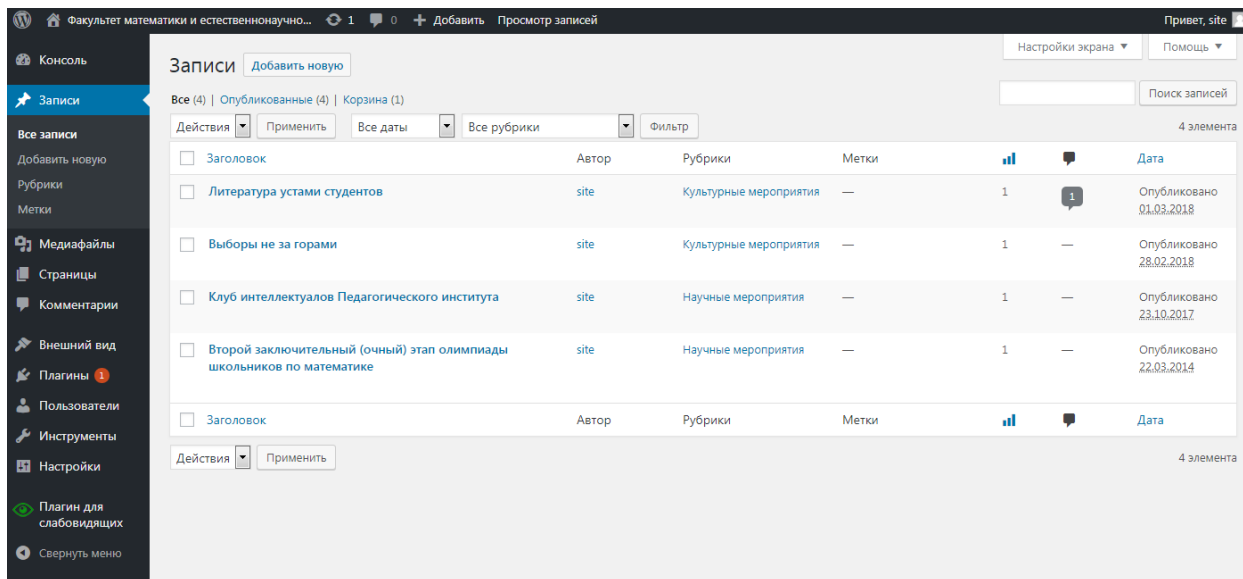 Факультет математики и естественнонаучно... 1 0 + Добавить Просмотр записей Привет, site
Консоль
Записи
Все записи
Добавить новую
Рубрики
Метки
Медиафайлы
Страницы
Комментарии
Внешний вид
Плагины 1
Пользователи
Инструменты
Настройки
Плагин для
слабовидящих
Свернуть меню
Настройки экрана ▼ Помощь ▼
Записи Добавить новую
Все (4) | Опубликованные (4) | Корзина (1)
Поиск записей
Действия Применить Все даты Все рубрики Фильтр 4 элемента
Заголовок Автор Рубрики Метки Дата
Литература устами студентов site Культурные мероприятия — 1 1 Опубликовано
01.03.2018
Выборы не за горами site Культурные мероприятия — 1 — Опубликовано
28.02.2018
Клуб интеллектуалов Педагогического института site Научные мероприятия — 1 — Опубликовано
23.10.2017
Второй заключительный (очный) этап олимпиады site Научные мероприятия — 1 — Опубликовано
школьников по математике 22.03.2014
Заголовок Автор Рубрики Метки Дата
Действия Применить 4 элемента